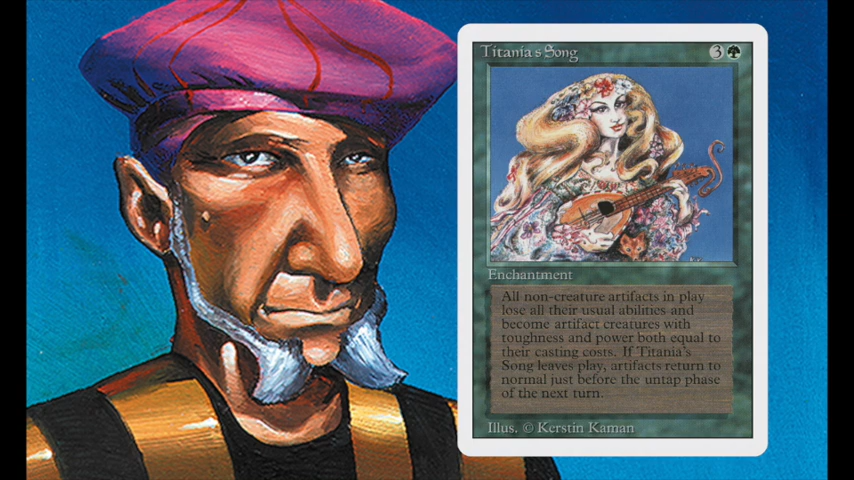 Titania's Song 3
Enchantment
All non-creature artifacts in play
lose all their usual abilities and
become artifact creatures with
toughness and power both equal to
their casting costs. If Titania's
Song leaves play, artifacts return to
normal just before the untap phase
of the next turn.
Illus. © Kerstin Kaman